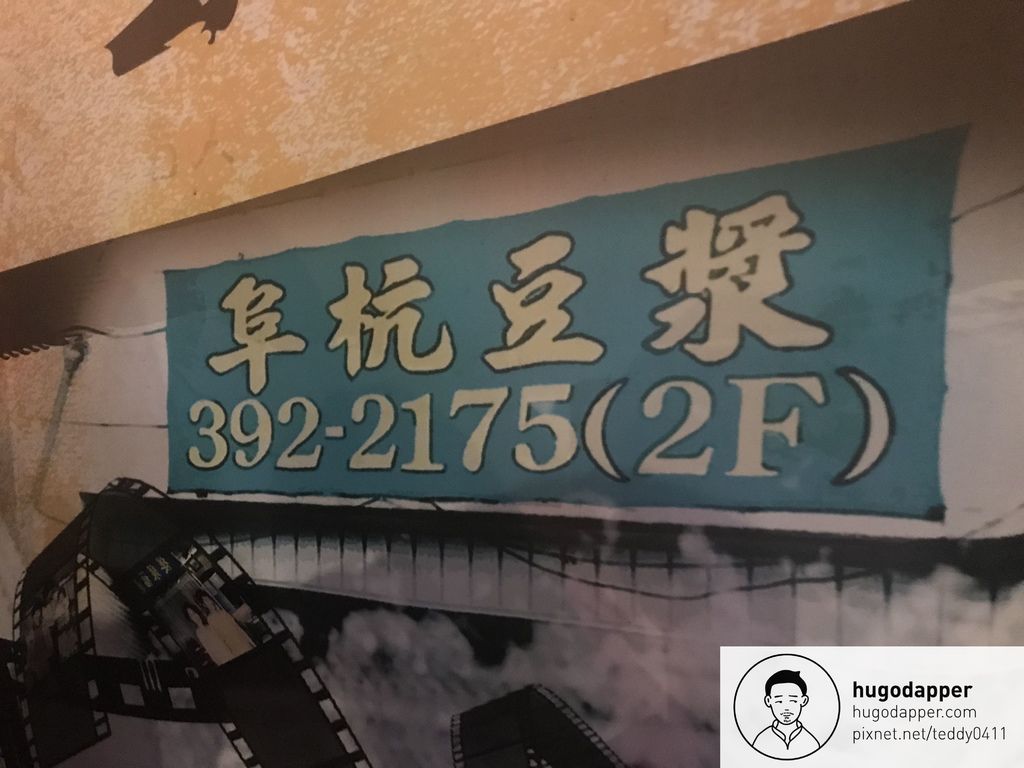 阜杭豆漿
392-2175(2F)
hugodapper
hugodapper.com
pixnet.net/teddy0411